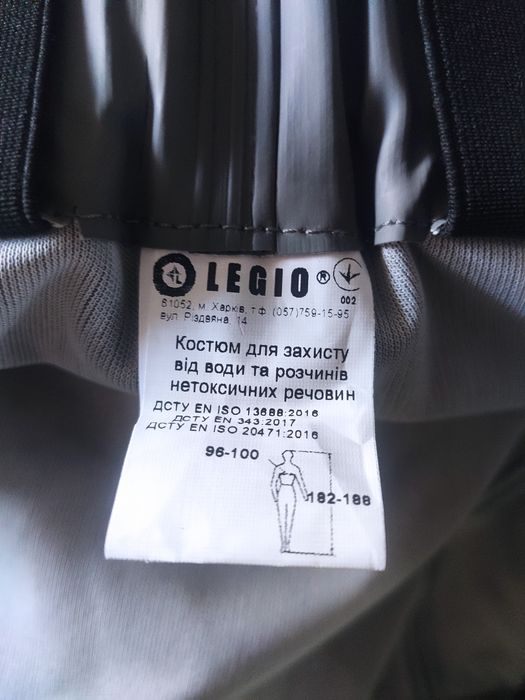 LEGIO®
002
61052, м. Харків, т.ф. (057)759-15-95
вул. Різдвяна, 14
Костюм для захисту
від води та розчинів
нетоксичних речовин
ДСТУ EN ISO 13688:2016
ДСТУ EN 343:2017
ДСТУ EN ISO 20471:2016
96-100
182-188